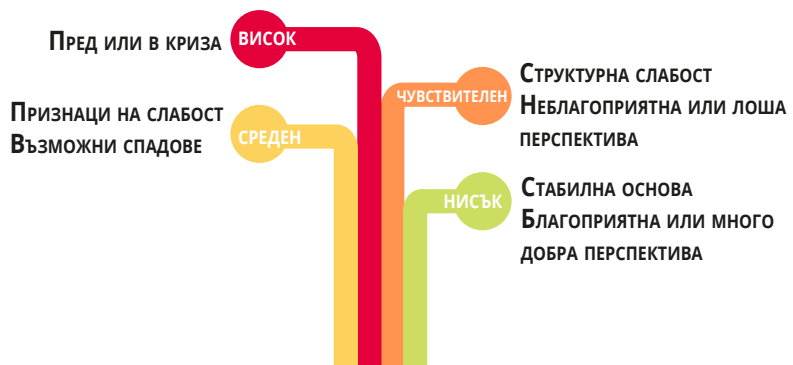 Пред или в криза
ВИСОК
ЧУВСТВИТЕЛЕН
Структурна слабост
Неблагоприятна или лоша
перспектива
Признаци на слабост
Възможни спадове
СРЕДЕН
НИСЪК
Стабилна основа
Благоприятна или много
добра перспектива